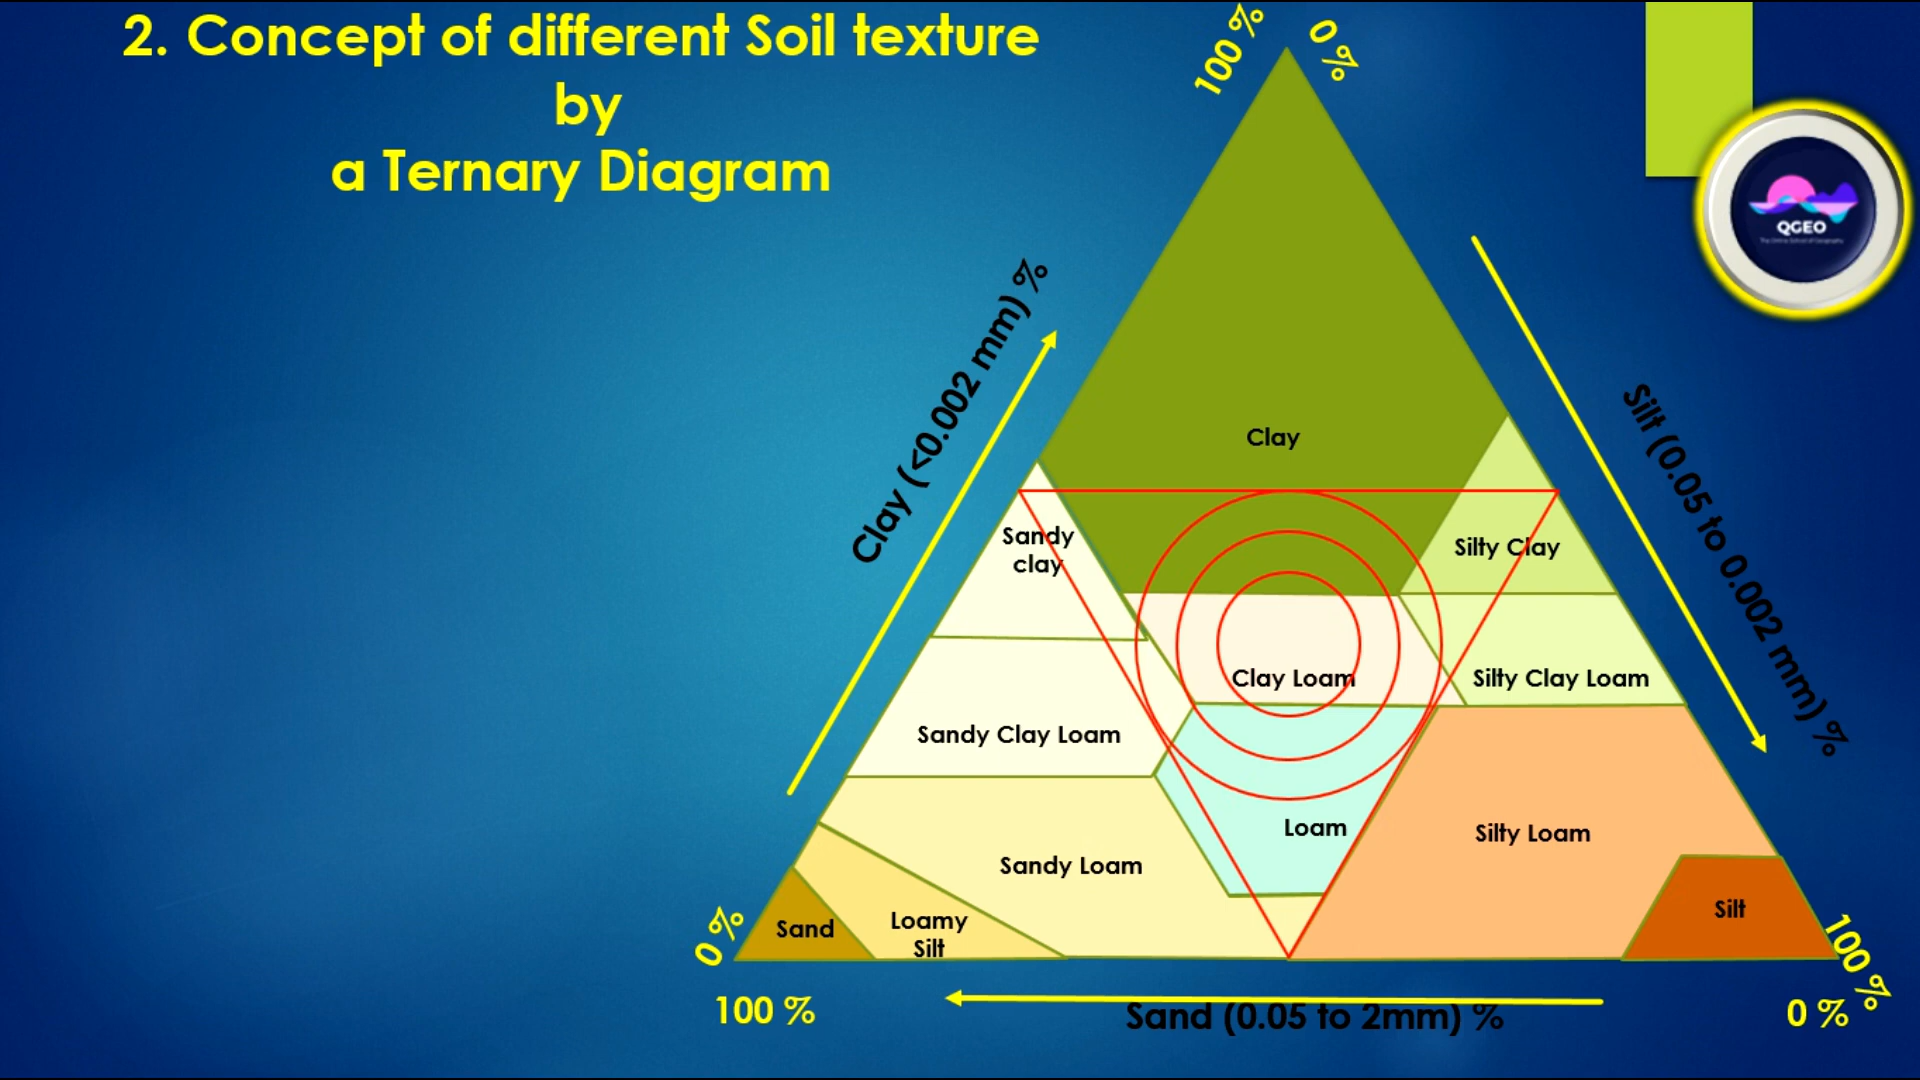 2. Concept of different Soil texture
by
a Ternary Diagram
100 %
0 %
QGEO
Clay (<0.002 mm) %
Silt (0.05 to 0.002 mm) %
Clay
Sandy
clay
Silty Clay
Clay Loam
Silty Clay Loam
Sandy Clay Loam
Loam
Silty Loam
Sandy Loam
Sand
Loamy
Silt
Silt
0 %
100 %
100 %
0 %
Sand (0.05 to 2mm) %